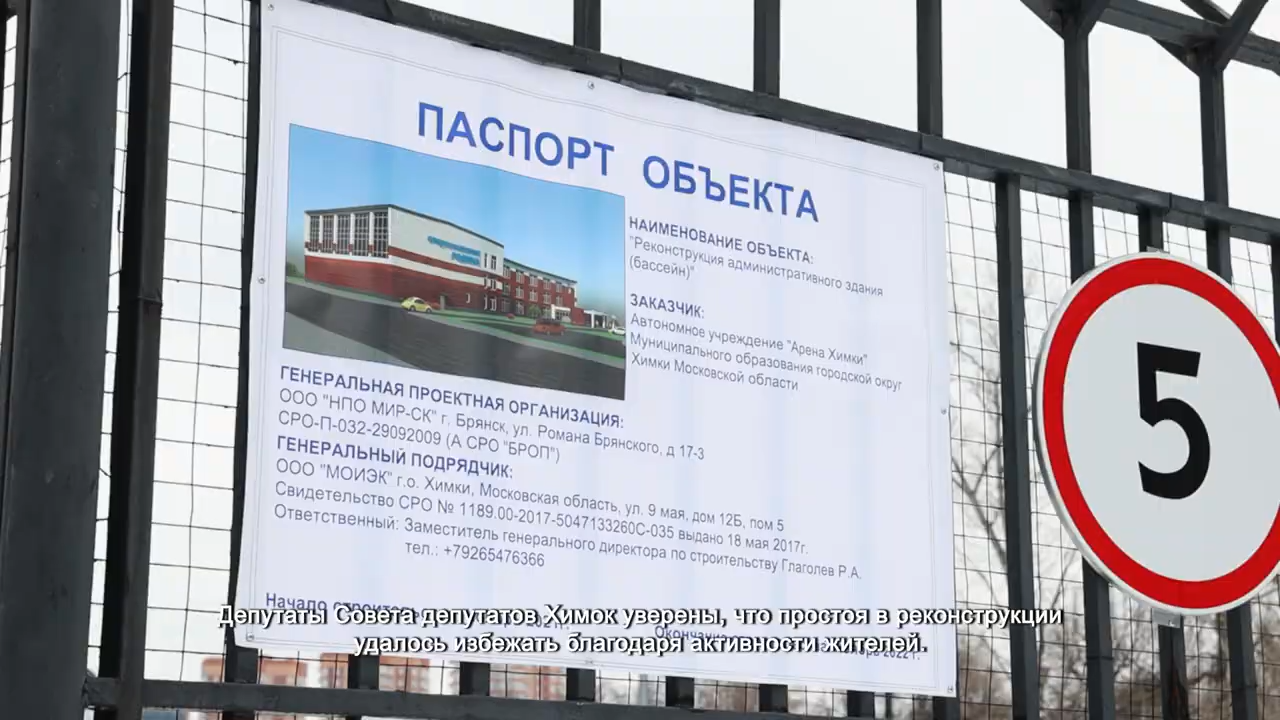 ПАСПОРТ ОБЪЕКТА
НАИМЕНОВАНИЕ ОБЪЕКТА:
"Реконструкция административного здания
(бассейн)"
ЗАКАЗЧИК:
Автономное учреждение "Арена Химки"
Муниципального образования городской округ
Химки Московской области
ГЕНЕРАЛЬНАЯ ПРОЕКТНАЯ ОРГАНИЗАЦИЯ:
ООО "НПО МИР-СК" г. Брянск, ул. Романа Брянского, д 17-3
СРО-П-032-29092009 (А СРО "БРОП")
ГЕНЕРАЛЬНЫЙ ПОДРЯДЧИК:
ООО "МОИЭК" г.о. Химки, Московская область, ул. 9 мая, дом 12Б, пом 5
Свидетельство СРО № 1189.00-2017-5047133260С-035 выдано 18 мая 2017г.
Ответственный: Заместитель генерального директора по строительству Глаголев Р.А.
тел.: +79265476366
Начало
2022 г.
5
Депутаты Совета депутатов Химок уверены, что простоя в реконструкции
удалось избежать благодаря активности жителей.